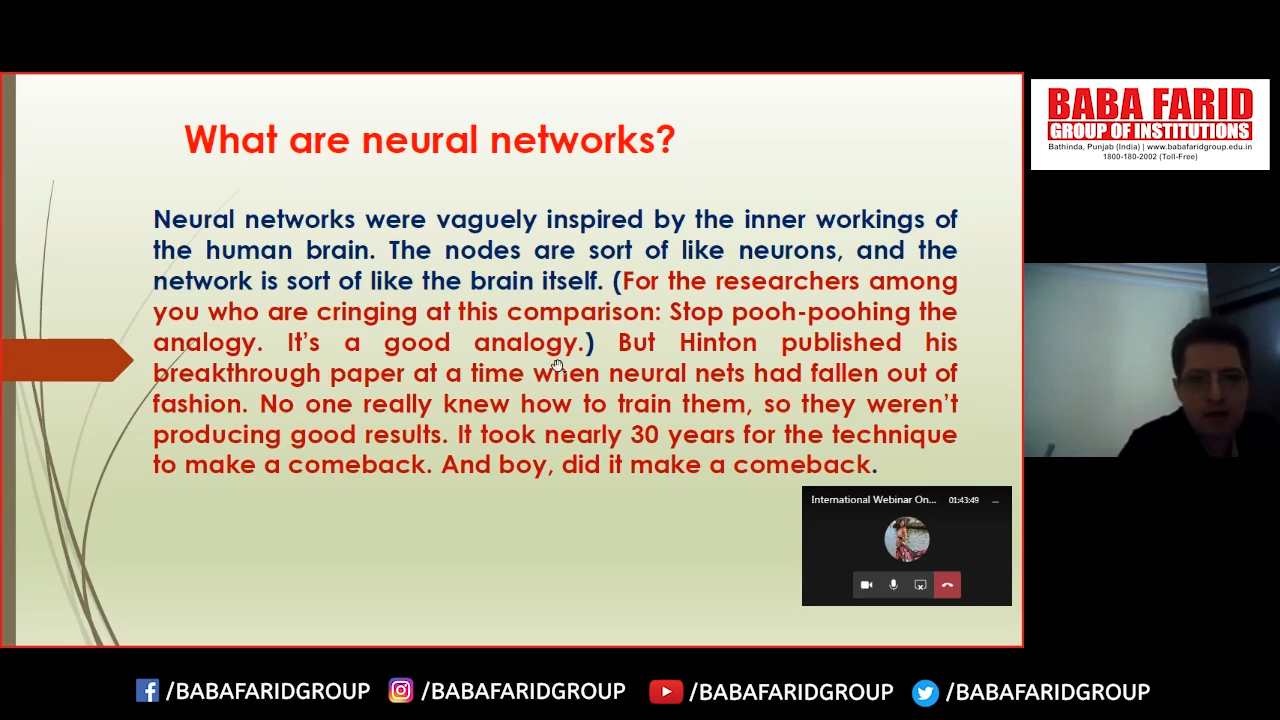 What are neural networks?
Neural networks were vaguely inspired by the inner workings of
the human brain. The nodes are sort of like neurons, and the
network is sort of like the brain itself. (For the researchers among
you who are cringing at this comparison: Stop pooh-poohing the
analogy. It's a good analogy.) But Hinton published his
breakthrough paper at a time when neural nets had fallen out of
fashion. No one really knew how to train them, so they weren't
producing good results. It took nearly 30 years for the technique
to make a comeback. And boy, did it make a comeback.
International Webinar On... 01:43:49
BABA FARID
GROUP OF INSTITUTIONS
Bathinda, Punjab (India) | www.babafaridgroup.edu.in
1800-180-2002 (Toll-Free)
/BABAFARIDGROUP /BABAFARIDGROUP /BABAFARIDGROUP /BABAFARIDGROUP